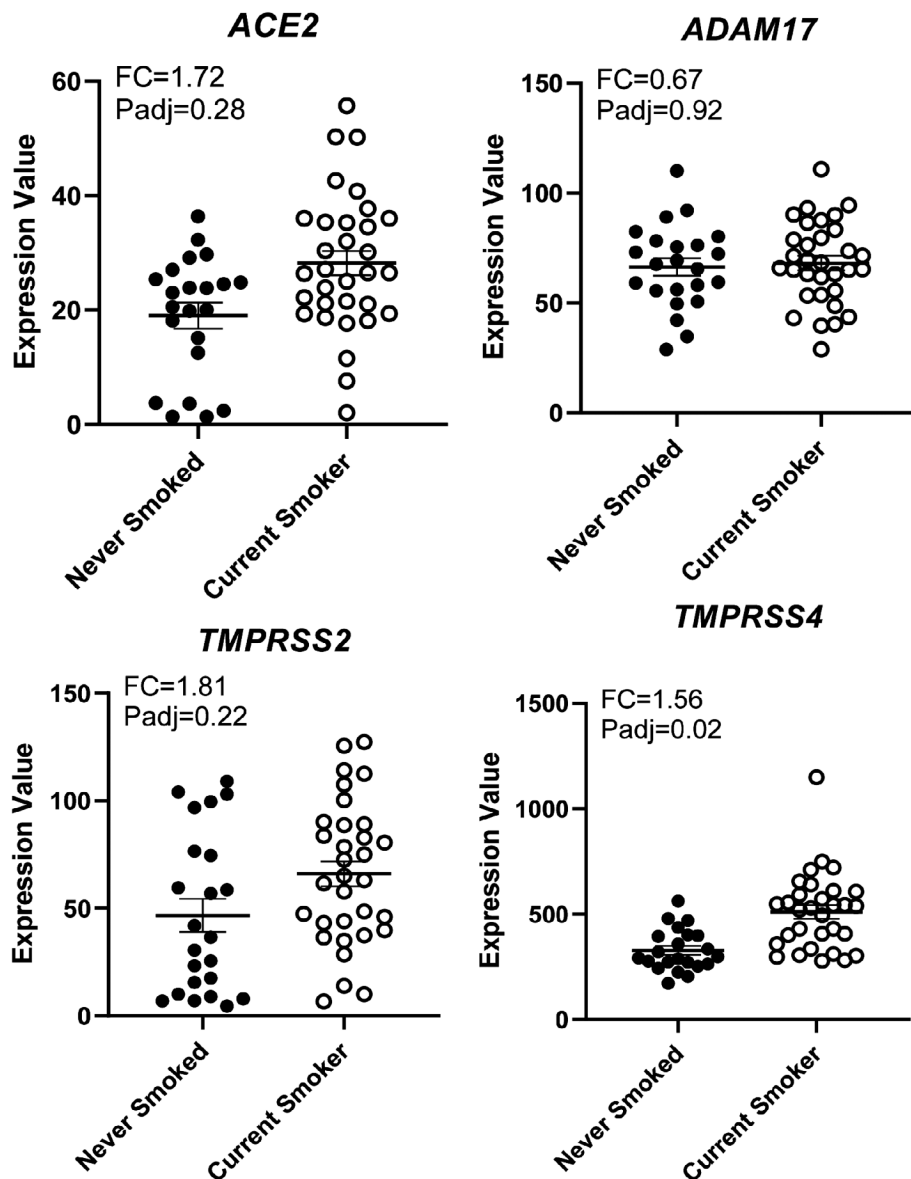 ACE2
FC=1.72
Padj=0.28
60
40
20
0
Expression Value
Never Smoked
Current Smoker
ADAM17
FC=0.67
Padj=0.92
150
100
50
0
Expression Value
Never Smoked
Current Smoker
TMPRSS2
FC=1.81
Padj=0.22
150
100
50
0
Expression Value
Never Smoked
Current Smoker
TMPRSS4
FC=1.56
Padj=0.02
1500
1000
500
0
Expression Value
Never Smoked
Current Smoker